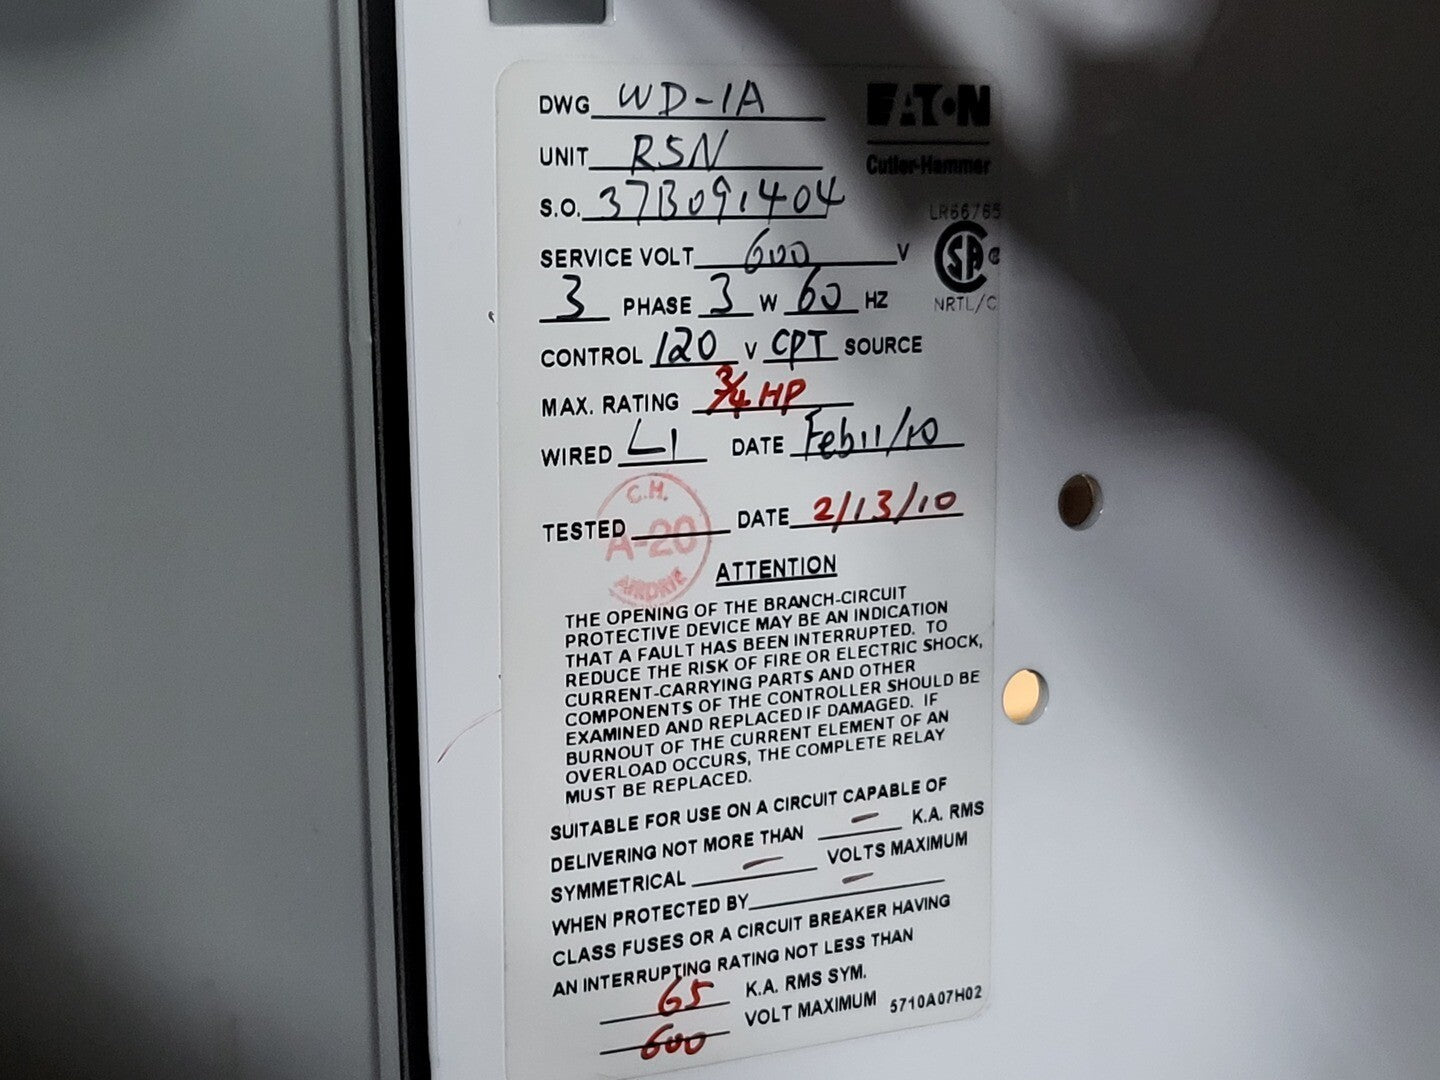 DWG WD-1A
EATON
UNIT RSN
Cutler-Hammer
S.O. 37B091404
LR66765
SERVICE VOLT 600 V
SA
3 PHASE 3 W 60 HZ
NRTL/C
CONTROL 120 V CPT SOURCE
MAX. RATING 3/4 HP
WIRED L1 DATE Feb 11/10
C.H.
TESTED A-20 DATE 2/13/10
AIRDRIE
ATTENTION
THE OPENING OF THE BRANCH-CIRCUIT
PROTECTIVE DEVICE MAY BE AN INDICATION
THAT A FAULT HAS BEEN INTERRUPTED. TO
REDUCE THE RISK OF FIRE OR ELECTRIC SHOCK,
CURRENT-CARRYING PARTS AND OTHER
COMPONENTS OF THE CONTROLLER SHOULD BE
EXAMINED AND REPLACED IF DAMAGED. IF
BURNOUT OF THE CURRENT ELEMENT OF AN
OVERLOAD OCCURS, THE COMPLETE RELAY
MUST BE REPLACED.
SUITABLE FOR USE ON A CIRCUIT CAPABLE OF
DELIVERING NOT MORE THAN - K.A. RMS
SYMMETRICAL - VOLTS MAXIMUM
WHEN PROTECTED BY -
CLASS FUSES OR A CIRCUIT BREAKER HAVING
AN INTERRUPTING RATING NOT LESS THAN
65 K.A. RMS SYM.
600 VOLT MAXIMUM 5710A07H02